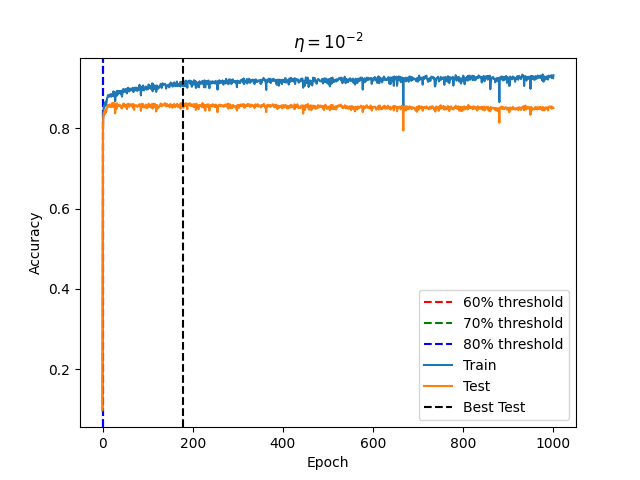 η = 10⁻²
Accuracy
0.8
0.6
0.4
0.2
0
200
400
600
800
1000
Epoch
60% threshold
70% threshold
80% threshold
Train
Test
Best Test